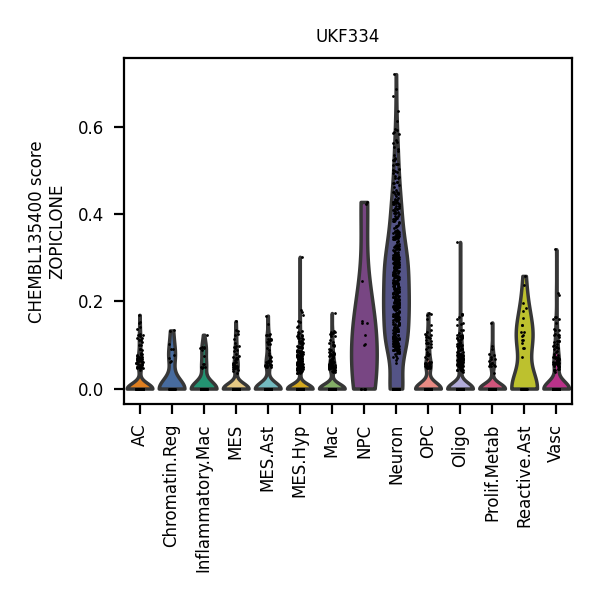 UKF334
CHEMBL135400 score
ZOPICLONE
0.6
0.4
0.2
0.0
AC
Chromatin.Reg
Inflammatory.Mac
MES
MES.Ast
MES.Hyp
Mac
NPC
Neuron
OPC
Oligo
Prolif.Metab
Reactive.Ast
Vasc